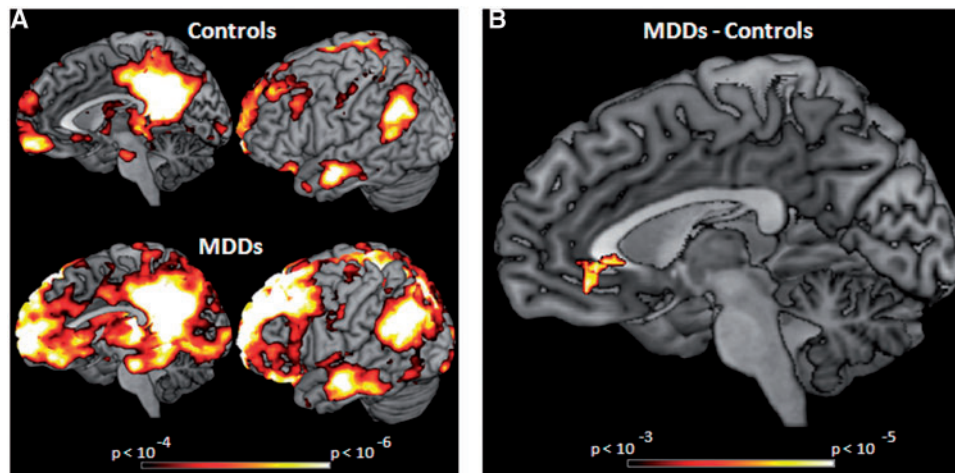 A
Controls
MDDs
p < 10⁻⁴
p < 10⁻⁶
B
MDDs - Controls
p < 10⁻³
p < 10⁻⁵